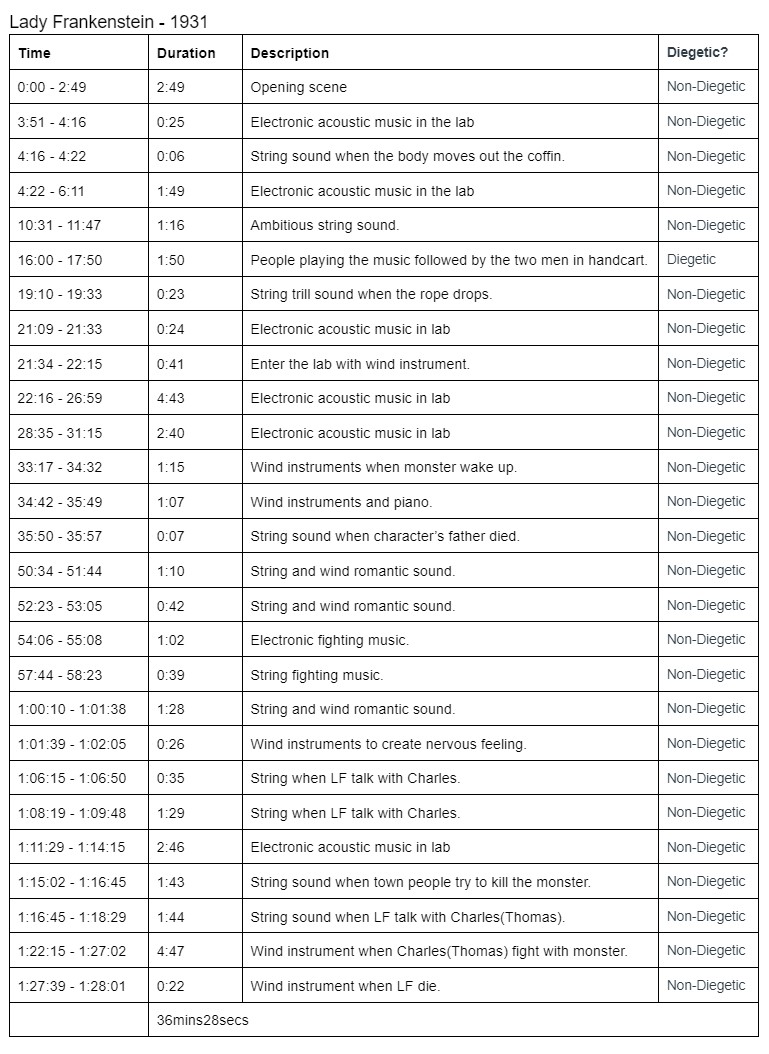 Lady Frankenstein - 1931
Time Duration Description Diegetic?
0:00 - 2:49 2:49 Opening scene Non-Diegetic
3:51 - 4:16 0:25 Electronic acoustic music in the lab Non-Diegetic
4:16 - 4:22 0:06 String sound when the body moves out the coffin. Non-Diegetic
4:22 - 6:11 1:49 Electronic acoustic music in the lab Non-Diegetic
10:31 - 11:47 1:16 Ambitious string sound. Non-Diegetic
16:00 - 17:50 1:50 People playing the music followed by the two men in handcart. Diegetic
19:10 - 19:33 0:23 String trill sound when the rope drops. Non-Diegetic
21:09 - 21:33 0:24 Electronic acoustic music in lab Non-Diegetic
21:34 - 22:15 0:41 Enter the lab with wind instrument. Non-Diegetic
22:16 - 26:59 4:43 Electronic acoustic music in lab Non-Diegetic
28:35 - 31:15 2:40 Electronic acoustic music in lab Non-Diegetic
33:17 - 34:32 1:15 Wind instruments when monster wake up. Non-Diegetic
34:42 - 35:49 1:07 Wind instruments and piano. Non-Diegetic
35:50 - 35:57 0:07 String sound when character’s father died. Non-Diegetic
50:34 - 51:44 1:10 String and wind romantic sound. Non-Diegetic
52:23 - 53:05 0:42 String and wind romantic sound. Non-Diegetic
54:06 - 55:08 1:02 Electronic fighting music. Non-Diegetic
57:44 - 58:23 0:39 String fighting music. Non-Diegetic
1:00:10 - 1:01:38 1:28 String and wind romantic sound. Non-Diegetic
1:01:39 - 1:02:05 0:26 Wind instruments to create nervous feeling. Non-Diegetic
1:06:15 - 1:06:50 0:35 String when LF talk with Charles. Non-Diegetic
1:08:19 - 1:09:48 1:29 String when LF talk with Charles. Non-Diegetic
1:11:29 - 1:14:15 2:46 Electronic acoustic music in lab Non-Diegetic
1:15:02 - 1:16:45 1:43 String sound when town people try to kill the monster. Non-Diegetic
1:16:45 - 1:18:29 1:44 String sound when LF talk with Charles(Thomas). Non-Diegetic
1:22:15 - 1:27:02 4:47 Wind instrument when Charles(Thomas) fight with monster. Non-Diegetic
1:27:39 - 1:28:01 0:22 Wind instrument when LF die. Non-Diegetic
36mins28secs